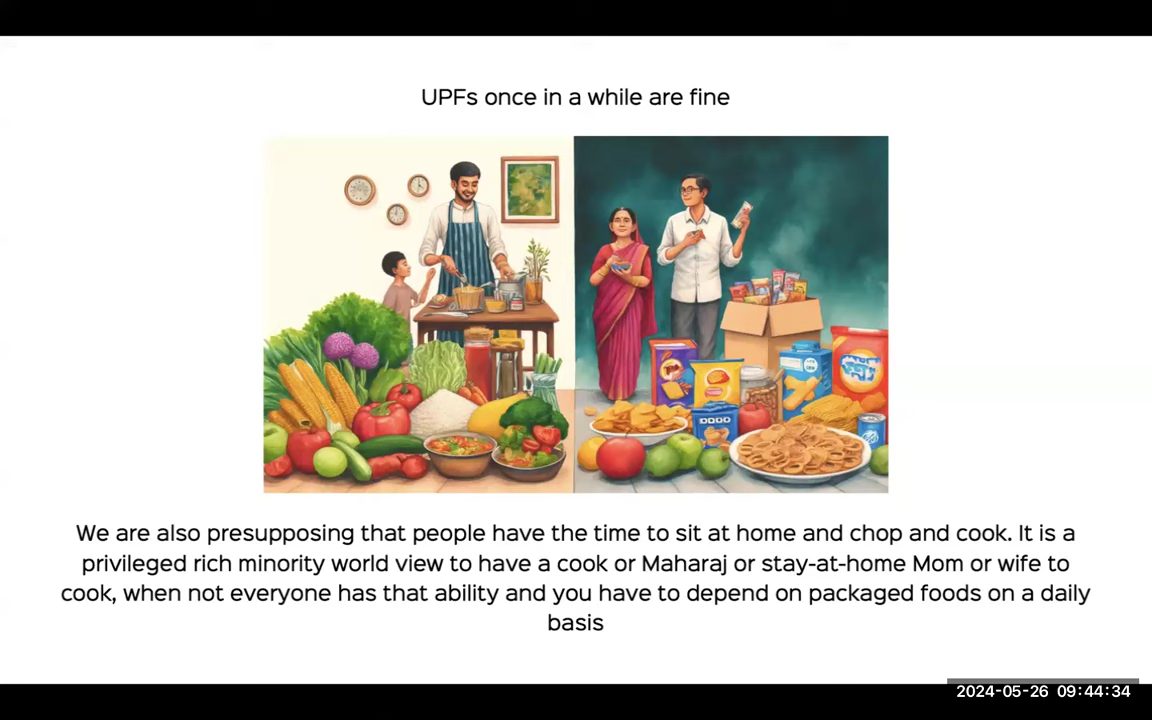 UPFs once in a while are fine
We are also presupposing that people have the time to sit at home and chop and cook. It is a
privileged rich minority world view to have a cook or Maharaj or stay-at-home Mom or wife to
cook, when not everyone has that ability and you have to depend on packaged foods on a daily
basis
2024-05-26 09:44:34